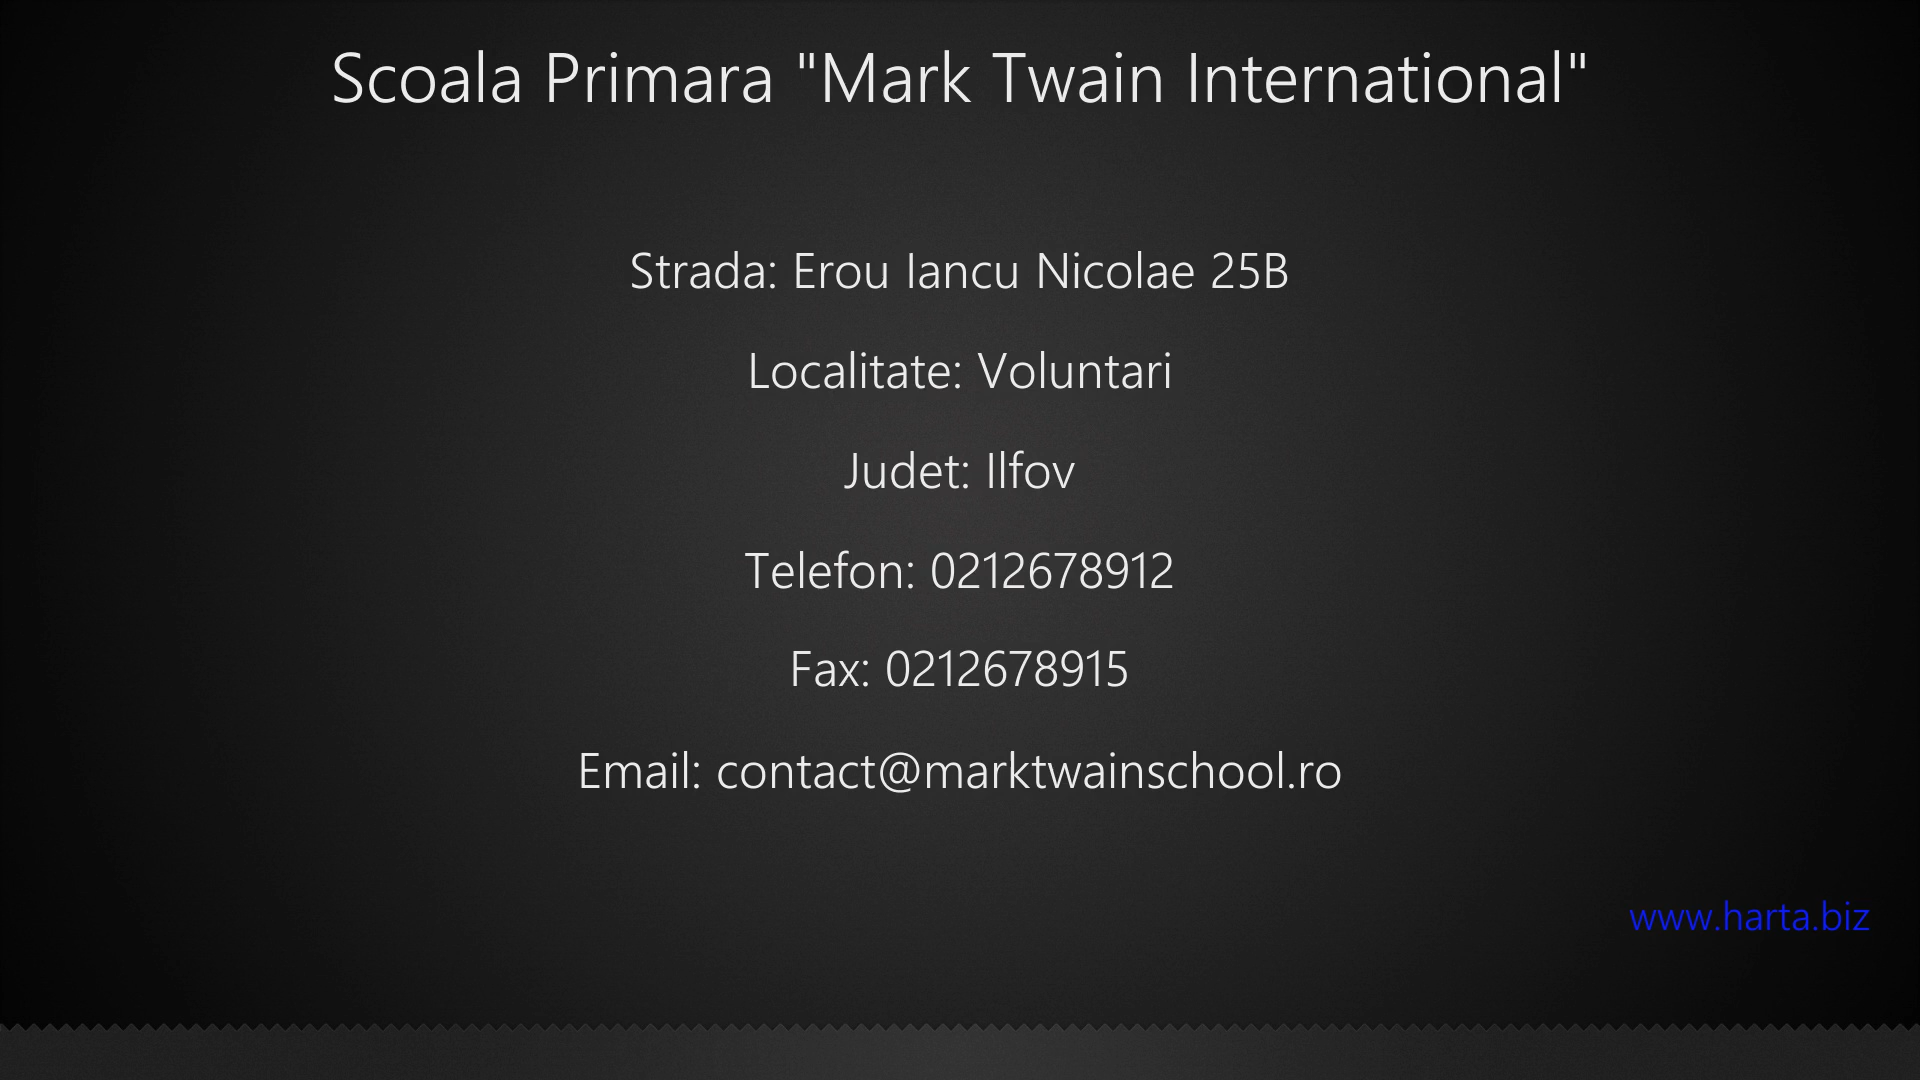 Scoala Primara "Mark Twain International"
Strada: Erou Iancu Nicolae 25B
Localitate: Voluntari
Judet: Ilfov
Telefon: 0212678912
Fax: 0212678915
Email: contact@marktwainschool.ro
www.harta.biz